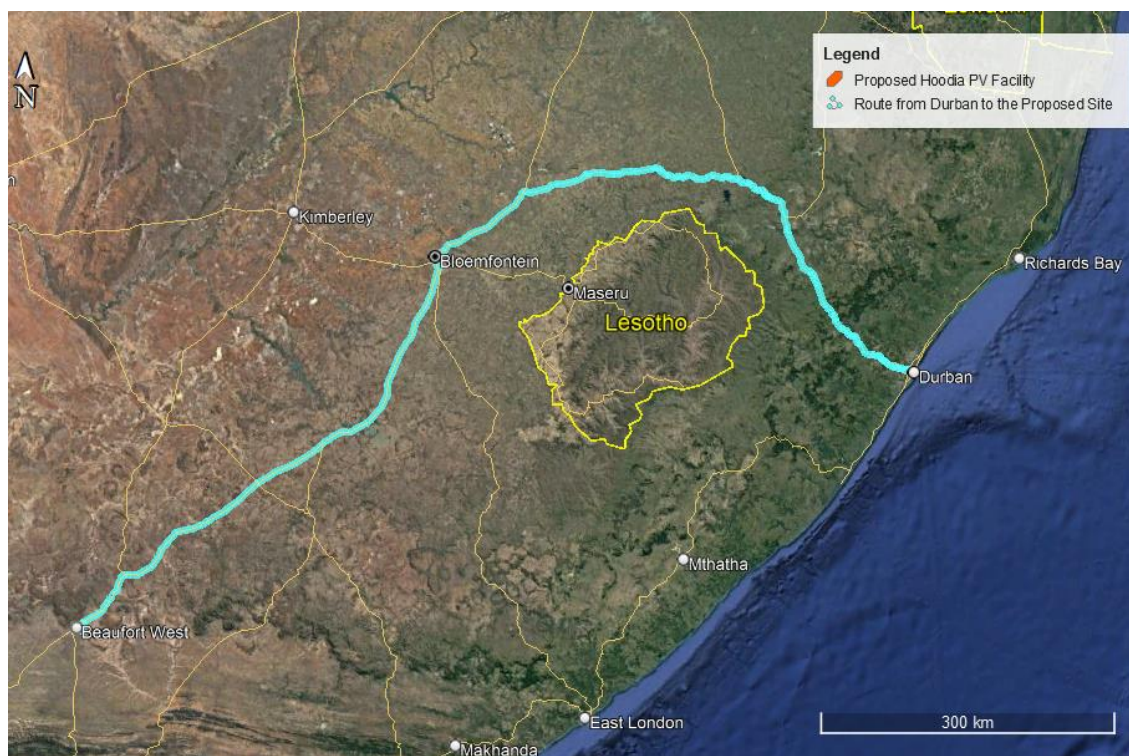 Legend
Proposed Hoodia PV Facility
Route from Durban to the Proposed Site
N
Kimberley
Bloemfontein
Maseru
Lesotho
Richards Bay
Durban
Mthatha
Beaufort West
East London
Makhanda
300 km